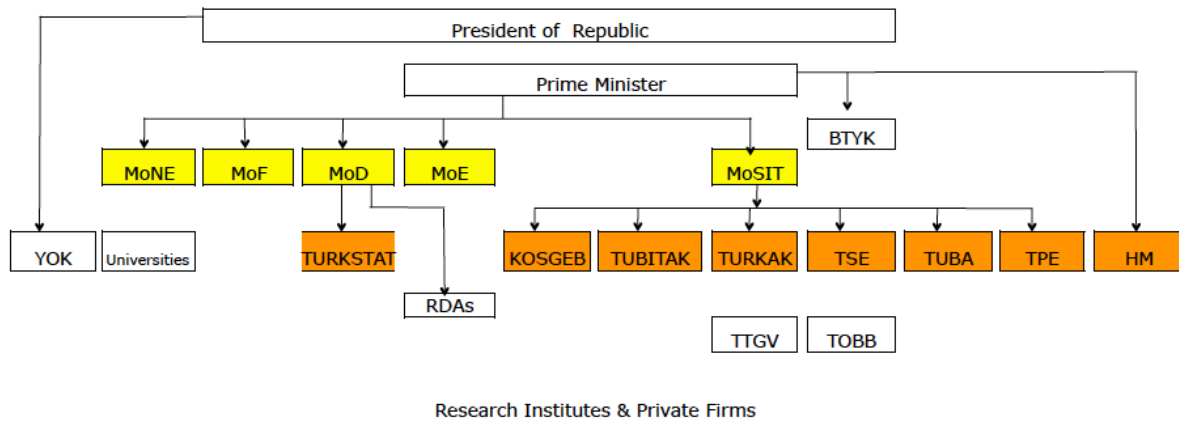 President of Republic
Prime Minister
BTYK
MoNE MoF MoD MoE MoSIT
YOK Universities TURKSTAT KOSGEB TUBITAK TURKAK TSE TUBA TPE HM
RDAs
TTGV TOBB
Research Institutes & Private Firms